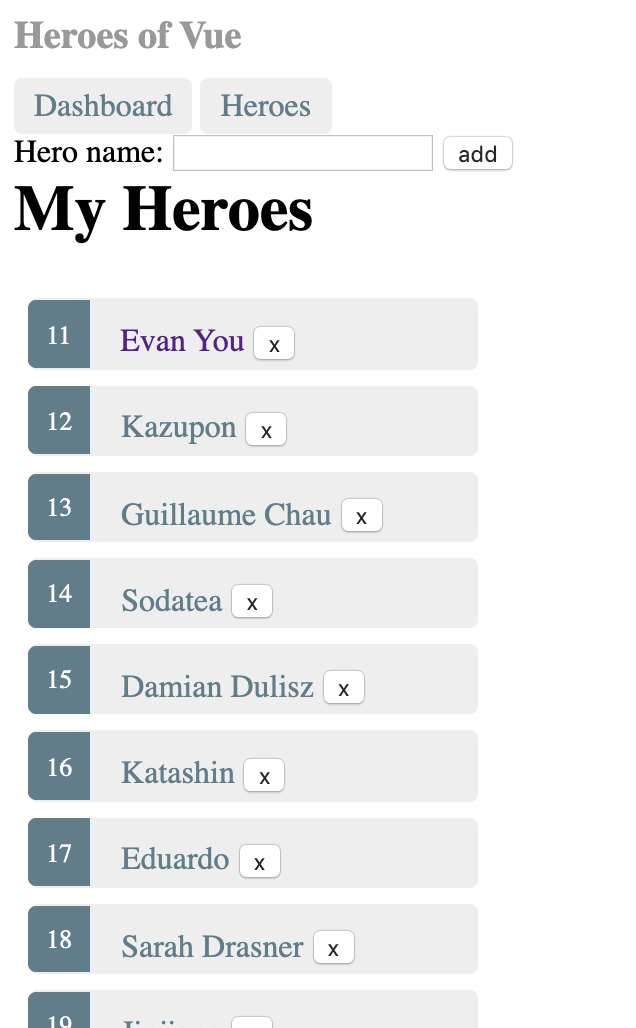 Heroes of Vue
Dashboard Heroes
Hero name: add
My Heroes
11 Evan You x
12 Kazupon x
13 Guillaume Chau x
14 Sodatea x
15 Damian Dulisz x
16 Katashin x
17 Eduardo x
18 Sarah Drasner x
19